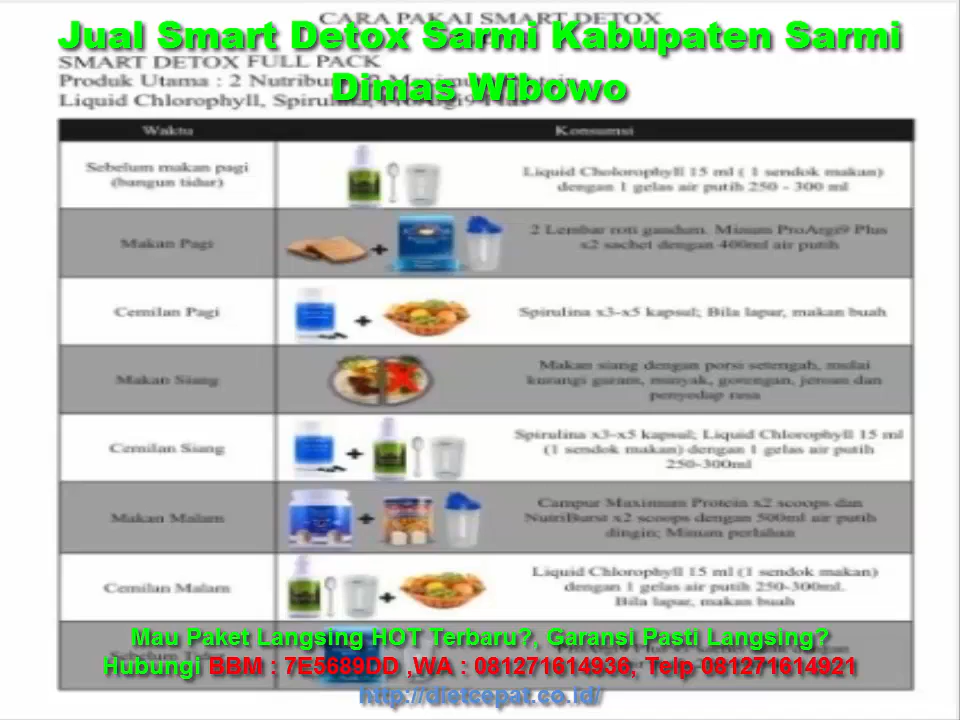 CARA PAKAI SMART DETOX
Jual Smart Detox Sarmi Kabupaten Sarmi
SMART DETOX FULL PACK
Dimas Wibowo
Produk Utama : 2
Liquid Chlorophyll,
Waktu Konsumsi
Sebelum makan pagi
(bangun tidur)
Liquid Cholorophyll 15 ml ( 1 sendok makan)
dengan 1 gelas air putih 250 - 300 ml
Makan Pagi
2 Lembar roti gandum. Minum ProArgi9 Plus
x2 sachet dengan 400ml air putih
Cemilan Pagi
Spirulina x3-x5 kapsul; Bila lapar, makan buah
Makan Siang
Makan siang dengan porsi setengah, mulai
kurangi garam, minyak, gorengan, jeroan dan
penyedap rasa
Cemilan Siang
Spirulina x3-x5 kapsul; Liquid Chlorophyll 15 ml
(1 sendok makan) dengan 1 gelas air putih
250-300ml
Makan Malam
Campur Maximum Protein x2 scoops dan
NutriBurst x2 scoops dengan 500ml air putih
dingin; Minum perlahan
Cemilan Malam
Liquid Chlorophyll 15 ml (1 sendok makan)
dengan 1 gelas air putih 250-300ml.
Bila lapar, makan buah
Mau Paket Langsing HOT Terbaru?, Garansi Pasti Langsing?
Hubungi BBM : 7E5689DD ,WA : 081271614936, Telp 081271614921
http://dietcepat.co.id/